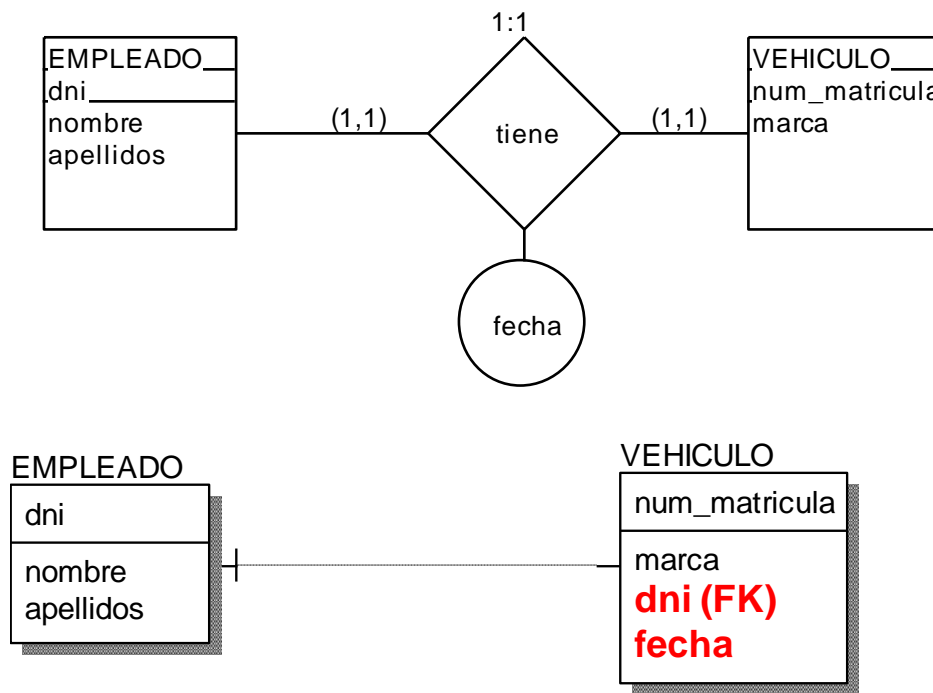 1:1
EMPLEADO
dni
nombre
apellidos
(1,1)
tiene
(1,1)
VEHICULO
num_matricula
marca
fecha
EMPLEADO
dni
nombre
apellidos
VEHICULO
num_matricula
marca
dni (FK)
fecha